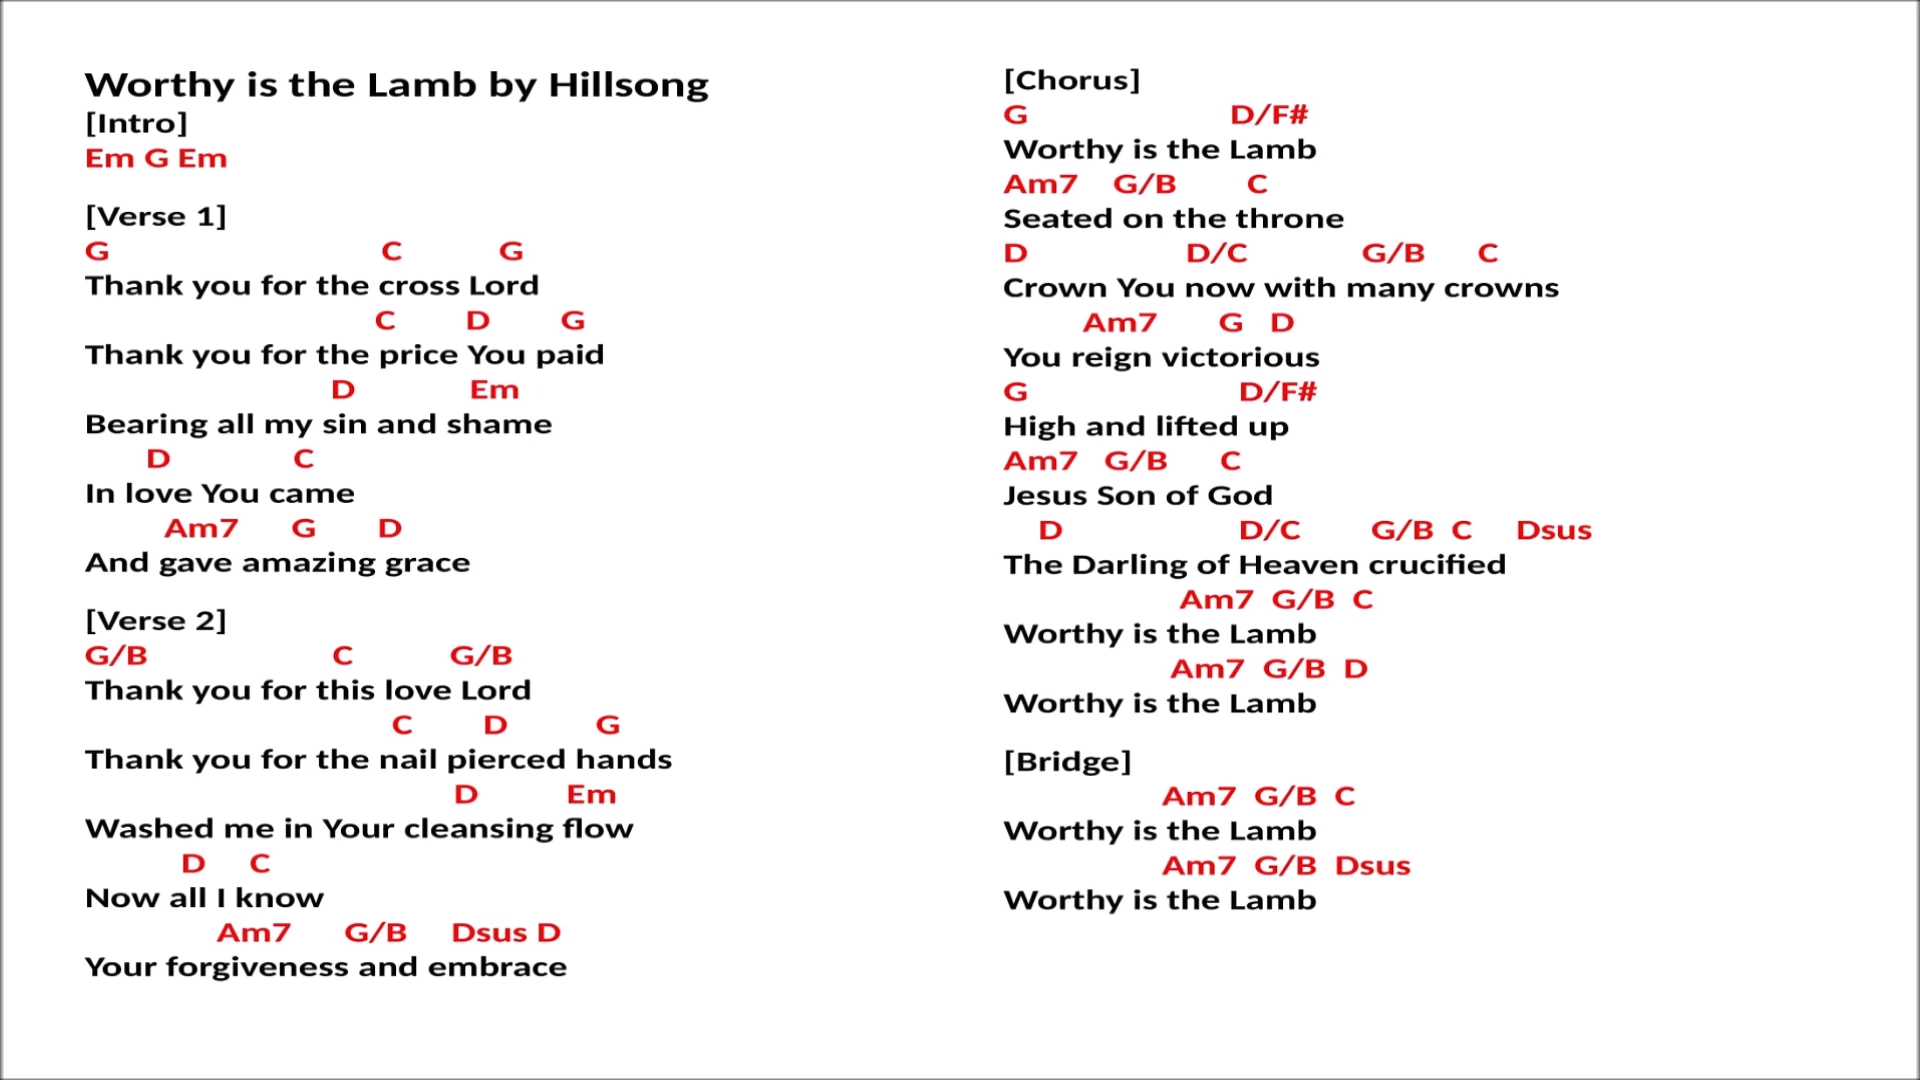 Worthy is the Lamb by Hillsong
[Intro]
Em G Em
[Verse 1]
G C G
Thank you for the cross Lord
C D G
Thank you for the price You paid
D Em
Bearing all my sin and shame
D C
In love You came
Am7 G D
And gave amazing grace
[Verse 2]
G/B C G/B
Thank you for this love Lord
C D G
Thank you for the nail pierced hands
D Em
Washed me in Your cleansing flow
D C
Now all I know
Am7 G/B Dsus D
Your forgiveness and embrace
[Chorus]
G D/F#
Worthy is the Lamb
Am7 G/B C
Seated on the throne
D D/C G/B C
Crown You now with many crowns
Am7 G D
You reign victorious
G D/F#
High and lifted up
Am7 G/B C
Jesus Son of God
D D/C G/B C Dsus
The Darling of Heaven crucified
Am7 G/B C
Worthy is the Lamb
Am7 G/B D
Worthy is the Lamb
[Bridge]
Am7 G/B C
Worthy is the Lamb
Am7 G/B Dsus
Worthy is the Lamb